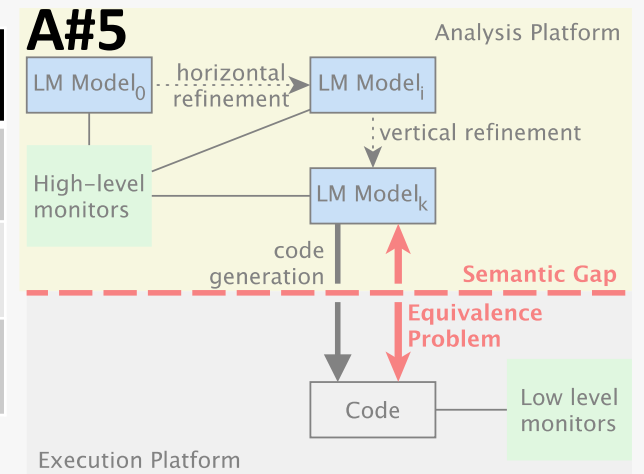 A#5
Analysis Platform
LM Model0
horizontal
refinement
LM Modeli
vertical refinement
High-level
monitors
LM Modelk
code
generation
Semantic Gap
Equivalence
Problem
Code
Low level
monitors
Execution Platform